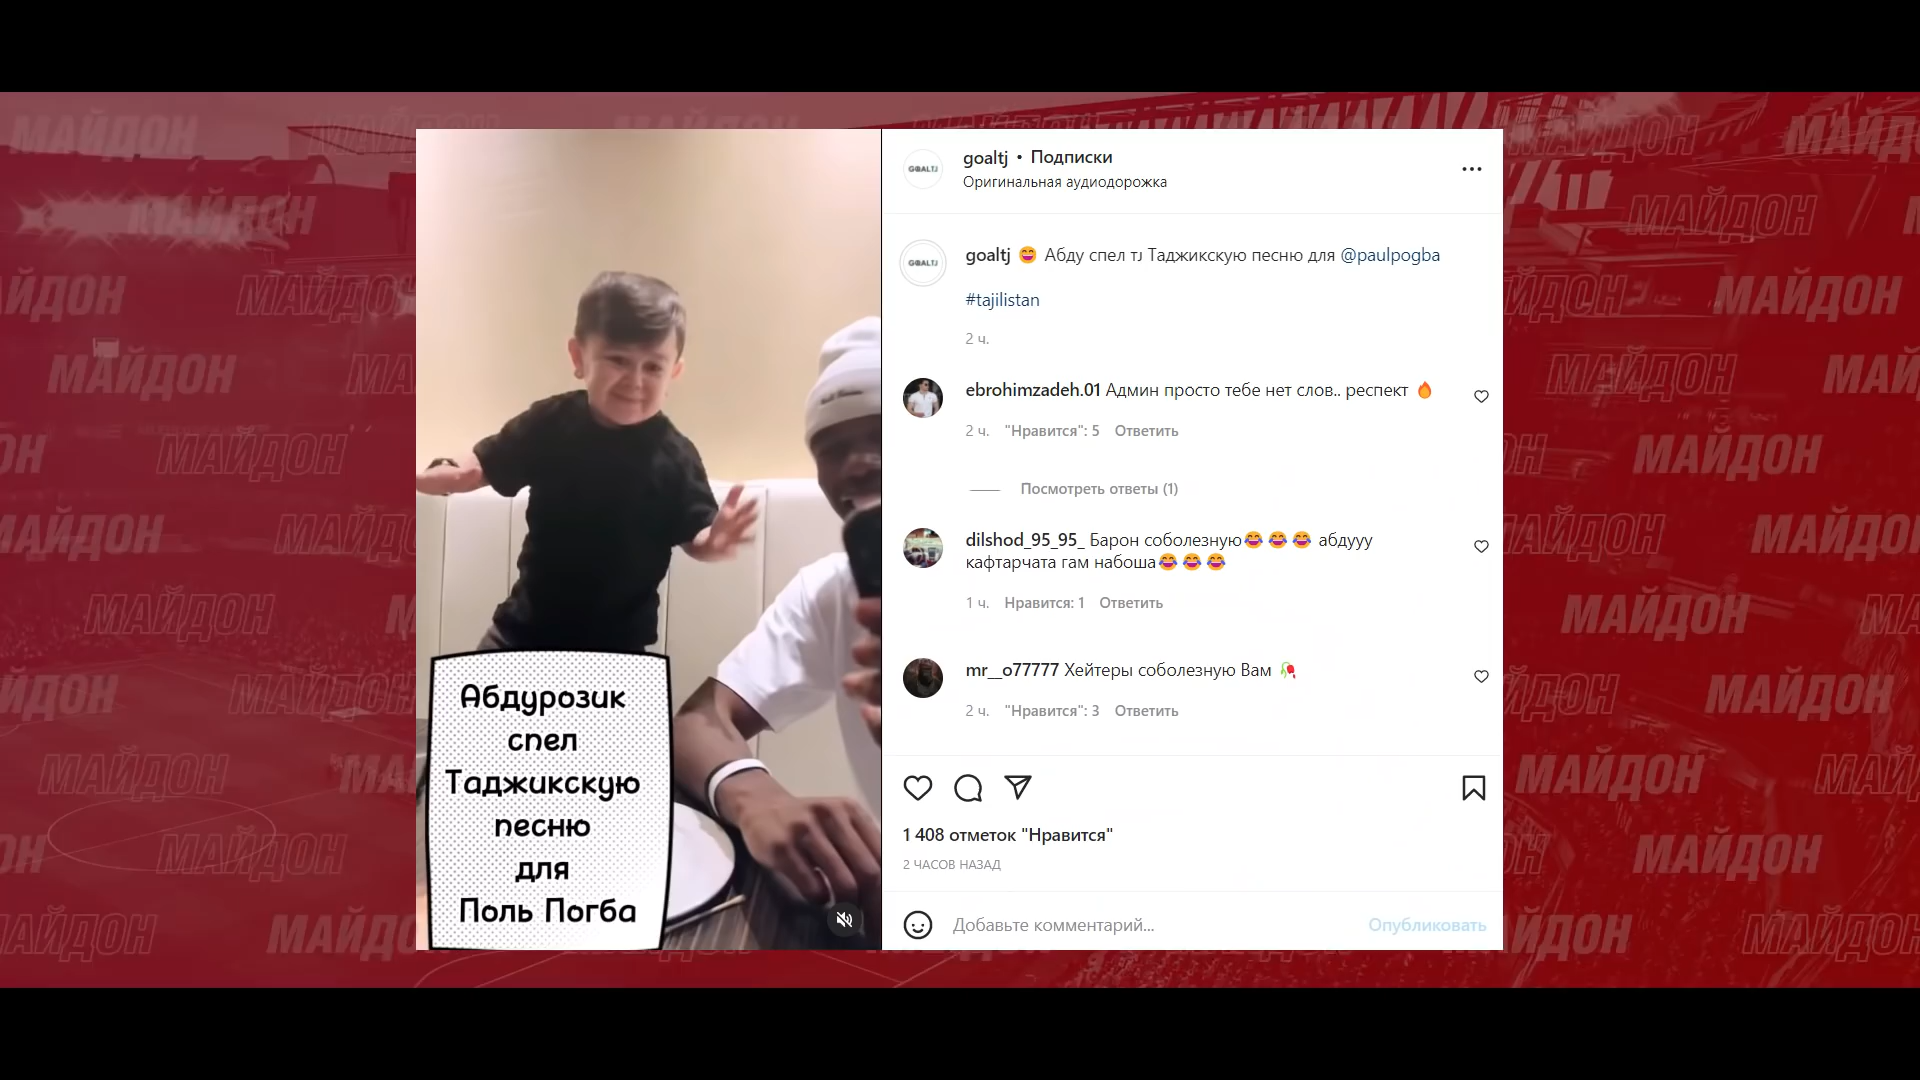 МАЙДОН
goaltj • Подписки
Оригинальная аудиодорожка
GOALTJ
goaltj 😄 Абду спел тj Таджикскую песню для @paulpogba
#tajilistan
2 ч.
ebrohimzadeh.01 Админ просто тебе нет слов.. респект 🔥
2 ч. "Нравится": 5 Ответить
Посмотреть ответы (1)
dilshod_95_95_ Барон соболезную😂😂😂 абдууу
кафтарчата гам набоша😂😂😂
1 ч. Нравится: 1 Ответить
mr__o77777 Хейтеры соболезную Вам 🥀
2 ч. "Нравится": 3 Ответить
1 408 отметок "Нравится"
2 ЧАСОВ НАЗАД
Добавьте комментарий... Опубликовать
Абдурозик
спел
Таджикскую
песню
для
Поль Погба